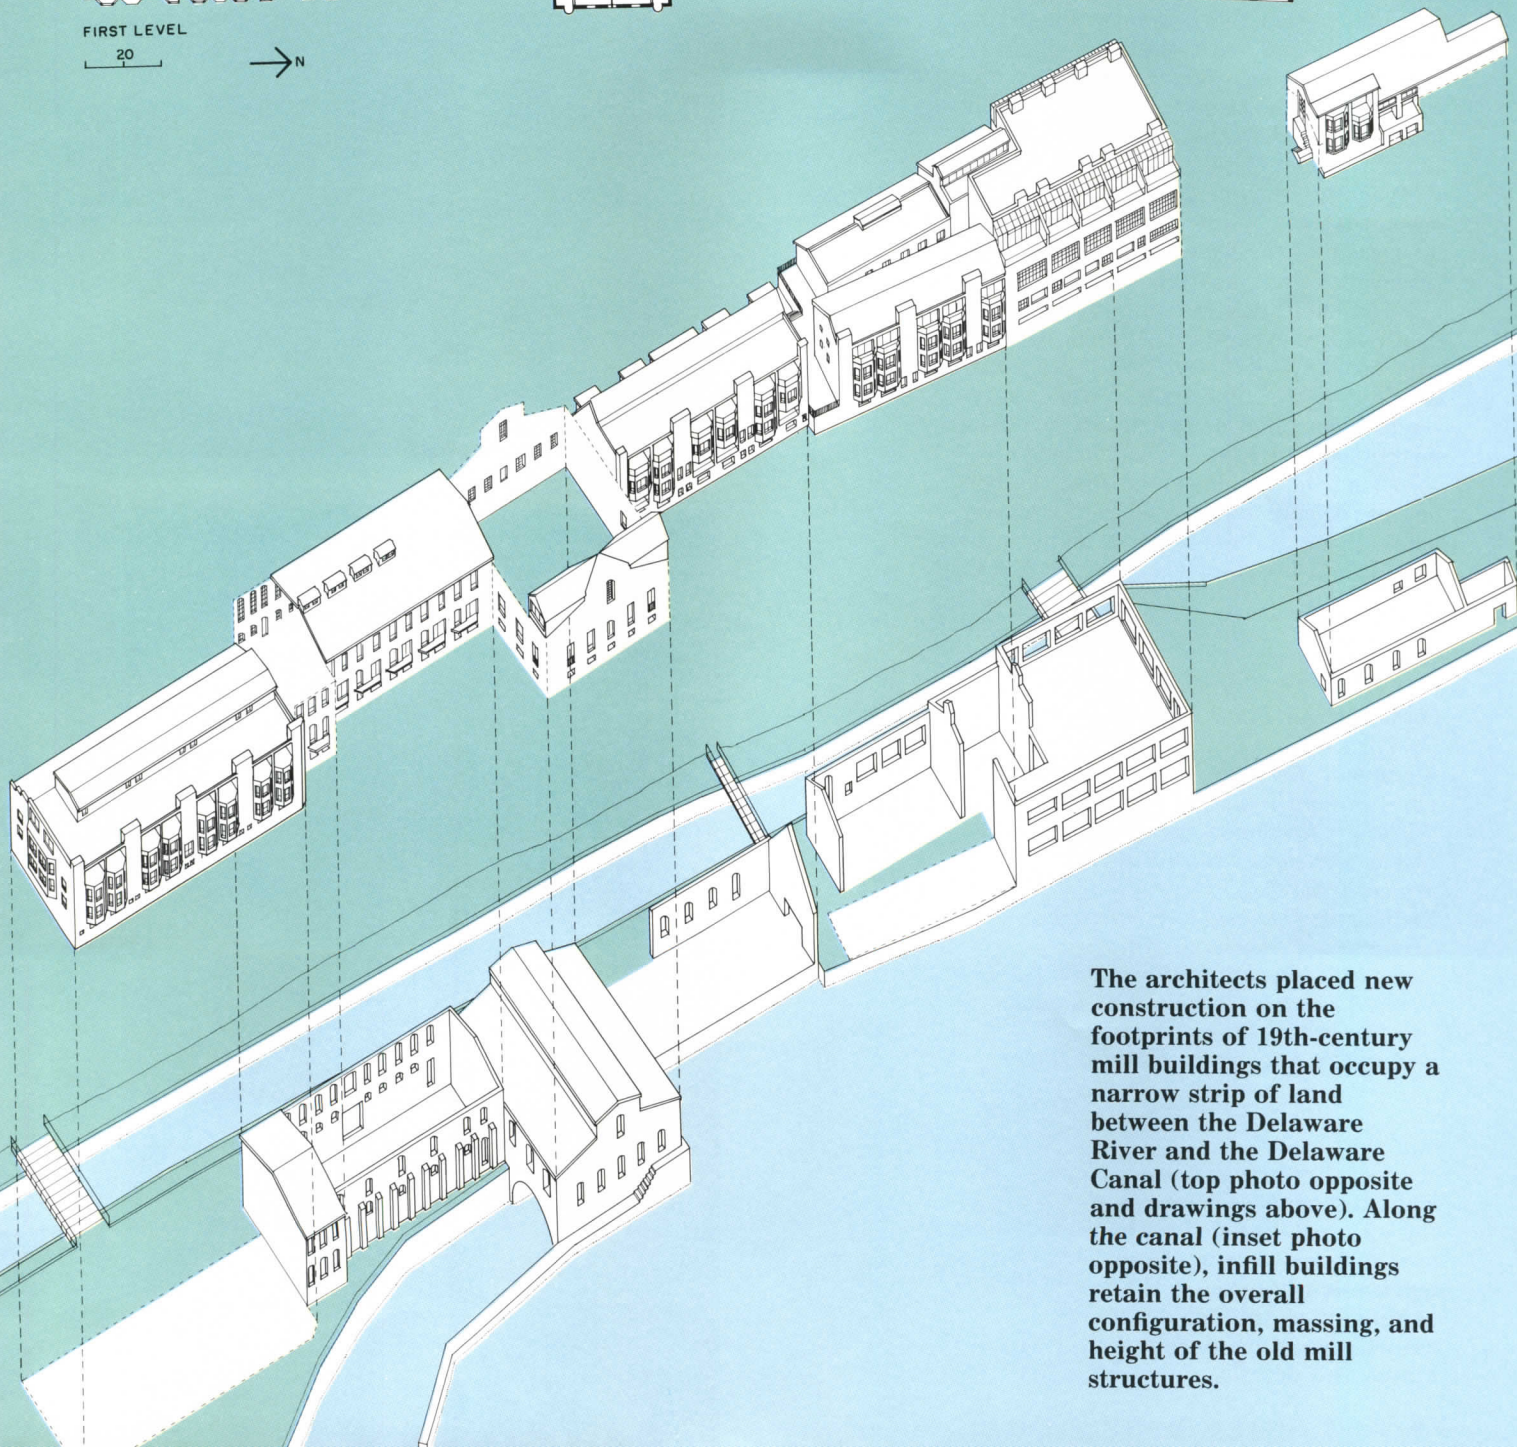 FIRST LEVEL
20
N
The architects placed new
construction on the
footprints of 19th-century
mill buildings that occupy a
narrow strip of land
between the Delaware
River and the Delaware
Canal (top photo opposite
and drawings above). Along
the canal (inset photo
opposite), infill buildings
retain the overall
configuration, massing, and
height of the old mill
structures.